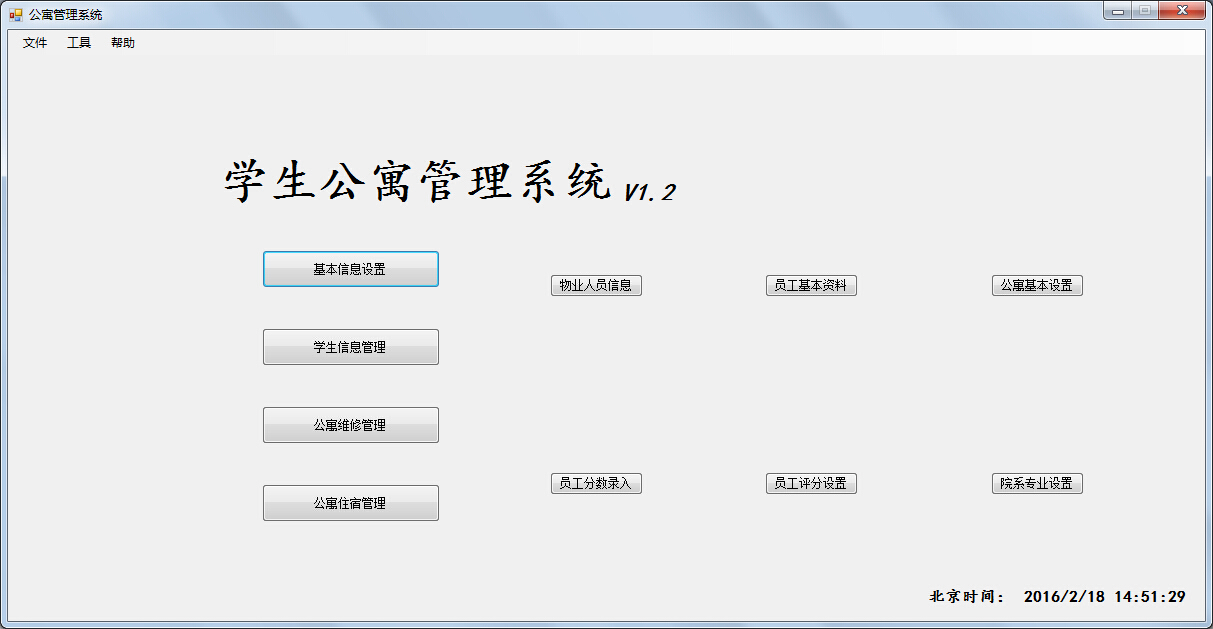 公寓管理系统
文件 工具 帮助
学生公寓管理系统 V1.2
基本信息设置
物业人员信息 员工基本资料 公寓基本设置
学生信息管理
公寓维修管理
员工分数录入 员工评分设置 院系专业设置
公寓住宿管理
北京时间： 2016/2/18 14:51:29